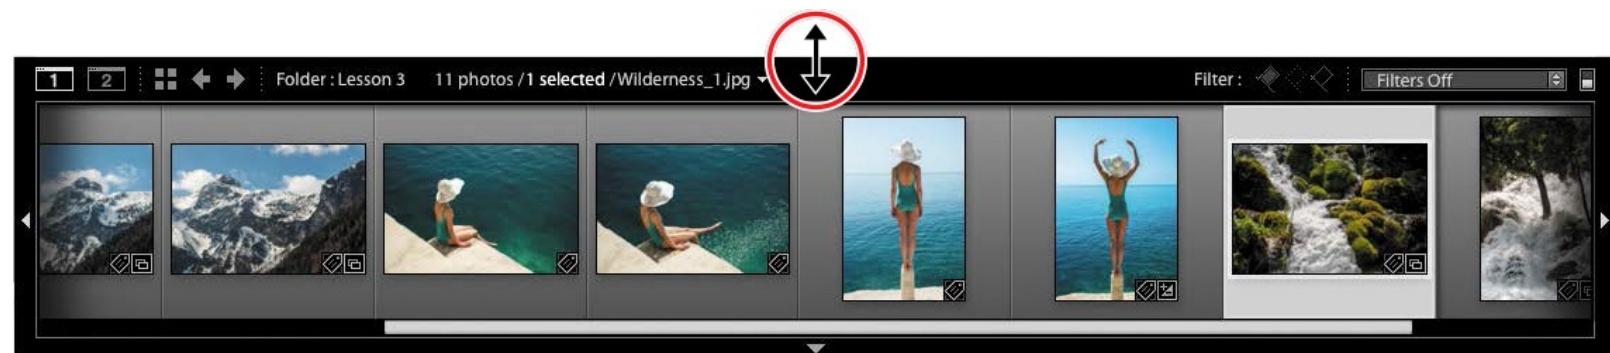 1 2 Folder : Lesson 3 11 photos /1 selected /Wilderness_1.jpg Filter : Filters Off